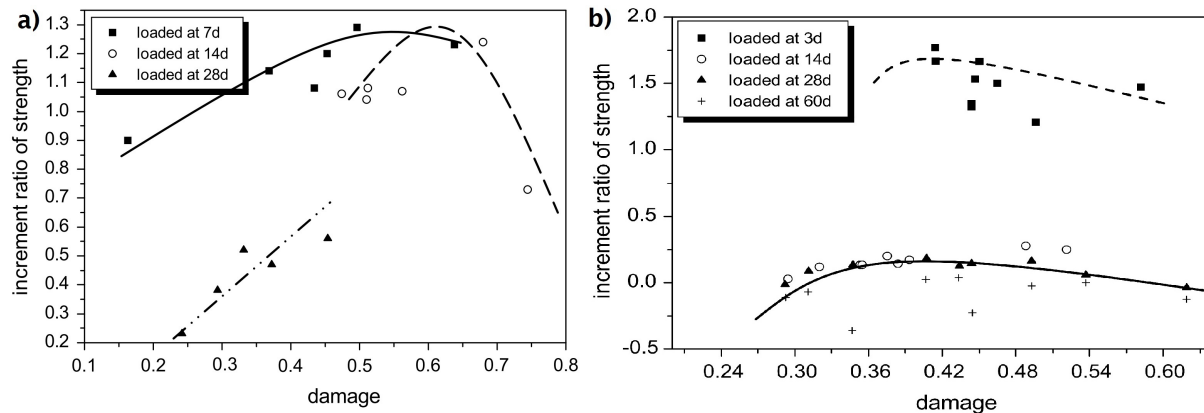 a)
loaded at 7d
loaded at 14d
loaded at 28d
increment ratio of strength
1.3
1.2
1.1
1.0
0.9
0.8
0.7
0.6
0.5
0.4
0.3
0.2
0.1 0.2 0.3 0.4 0.5 0.6 0.7 0.8
damage
b)
loaded at 3d
loaded at 14d
loaded at 28d
loaded at 60d
increment ratio of strength
2.0
1.5
1.0
0.5
0.0
-0.5
0.24 0.30 0.36 0.42 0.48 0.54 0.60
damage